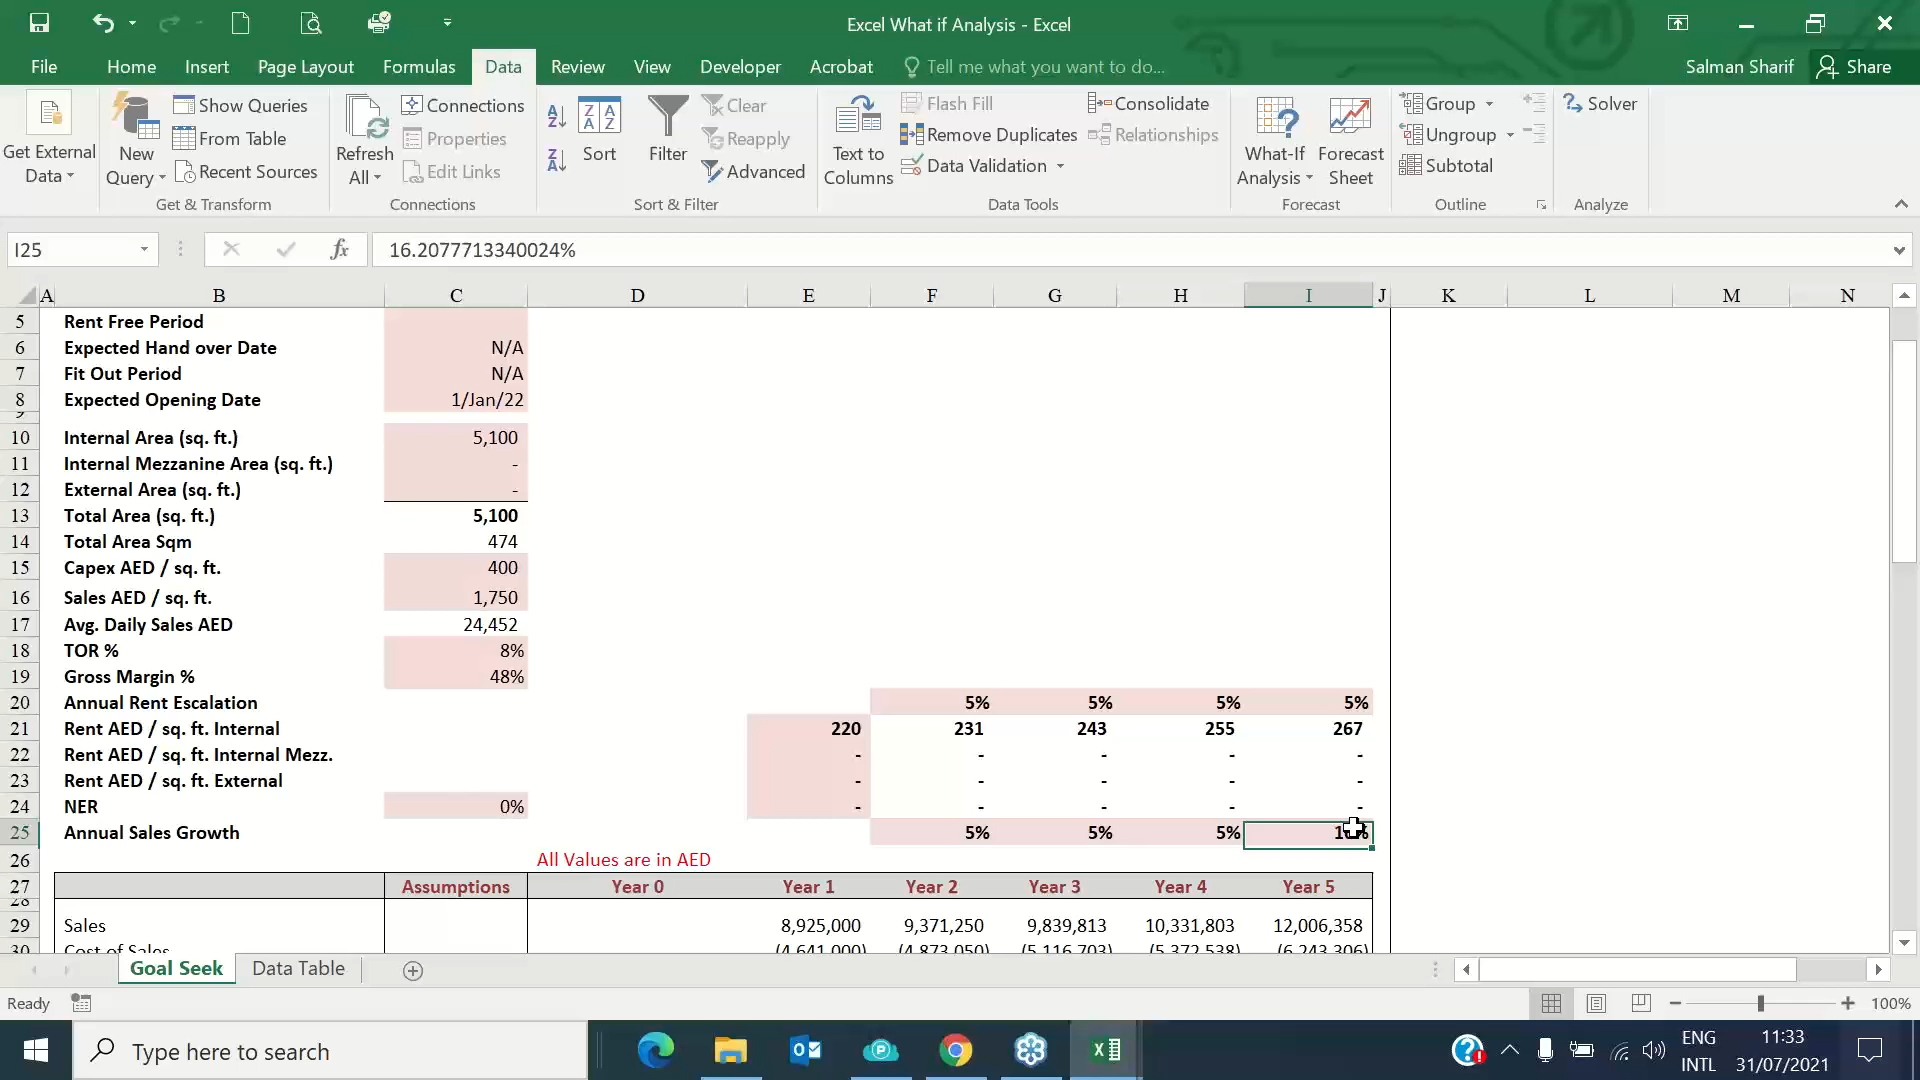 Excel What if Analysis - Excel
File Home Insert Page Layout Formulas Data Review View Developer Acrobat Tell me what you want to do... Salman Sharif Share
Get External Data
New Query
Show Queries
From Table
Recent Sources
Get & Transform
Refresh All
Connections
Properties
Edit Links
Connections
Sort
Filter
Clear
Reapply
Advanced
Sort & Filter
Text to Columns
Flash Fill
Remove Duplicates
Data Validation
Consolidate
Relationships
Data Tools
What-If Analysis
Forecast Sheet
Forecast
Group
Ungroup
Subtotal
Outline
Solver
Analyze
I25 fx 16.2077713340024%
A B C D E F G H I J K L M N
5 Rent Free Period
6 Expected Hand over Date N/A
7 Fit Out Period N/A
8 Expected Opening Date 1/Jan/22
9
10 Internal Area (sq. ft.) 5,100
11 Internal Mezzanine Area (sq. ft.) -
12 External Area (sq. ft.) -
13 Total Area (sq. ft.) 5,100
14 Total Area Sqm 474
15 Capex AED / sq. ft. 400
16 Sales AED / sq. ft. 1,750
17 Avg. Daily Sales AED 24,452
18 TOR % 8%
19 Gross Margin % 48%
20 Annual Rent Escalation 5% 5% 5% 5%
21 Rent AED / sq. ft. Internal 220 231 243 255 267
22 Rent AED / sq. ft. Internal Mezz. - - - - -
23 Rent AED / sq. ft. External - - - - -
24 NER 0% - - - - -
25 Annual Sales Growth 5% 5% 5%
26 All Values are in AED
27 Assumptions Year 0 Year 1 Year 2 Year 3 Year 4 Year 5
28
29 Sales 8,925,000 9,371,250 9,839,813 10,331,803 12,006,358
30 Cost of Sales (4,641,000) (4,873,050) (5,116,703) (5,372,538) (6,243,306)
Goal Seek Data Table
Ready 100%
Type here to search
ENG
INTL
11:33
31/07/2021